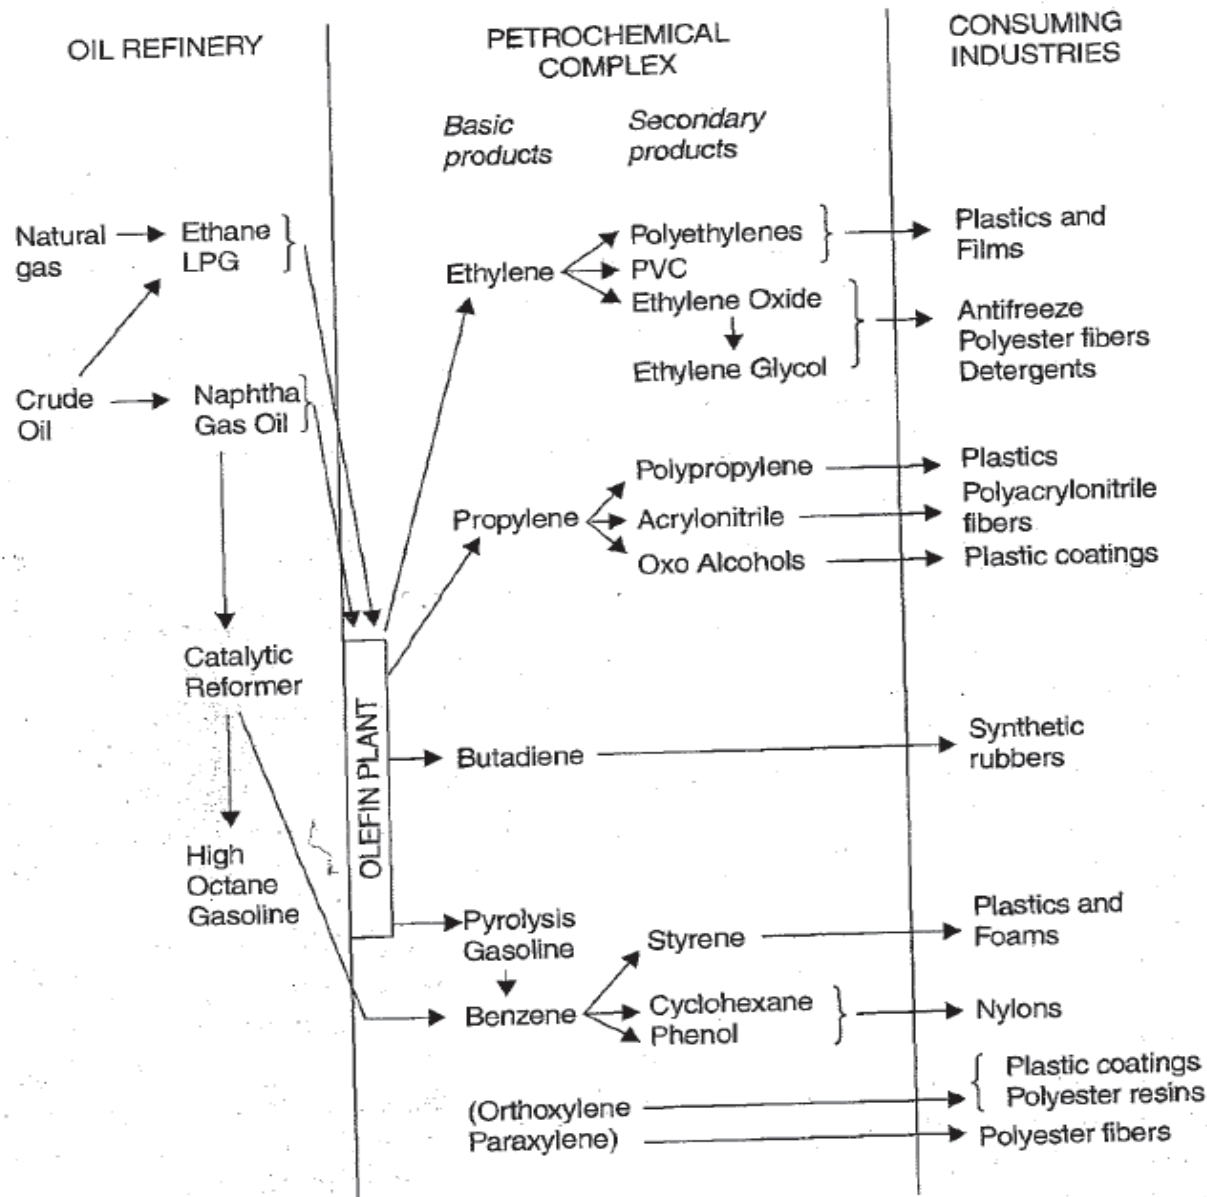 OIL REFINERY
PETROCHEMICAL
COMPLEX
CONSUMING
INDUSTRIES
Basic
products
Secondary
products
Natural
gas
Ethane
LPG
Crude
Oil
Naphtha
Gas Oil
Catalytic
Reformer
High
Octane
Gasoline
OLEFIN PLANT
Ethylene
Polyethylenes
PVC
Ethylene Oxide
Ethylene Glycol
Plastics and
Films
Antifreeze
Polyester fibers
Detergents
Propylene
Polypropylene
Acrylonitrile
Oxo Alcohols
Plastics
Polyacrylonitrile
fibers
Plastic coatings
Butadiene
Synthetic
rubbers
Pyrolysis
Gasoline
Benzene
Styrene
Cyclohexane
Phenol
Plastics and
Foams
Nylons
(Orthoxylene
Paraxylene)
Plastic coatings
Polyester resins
Polyester fibers